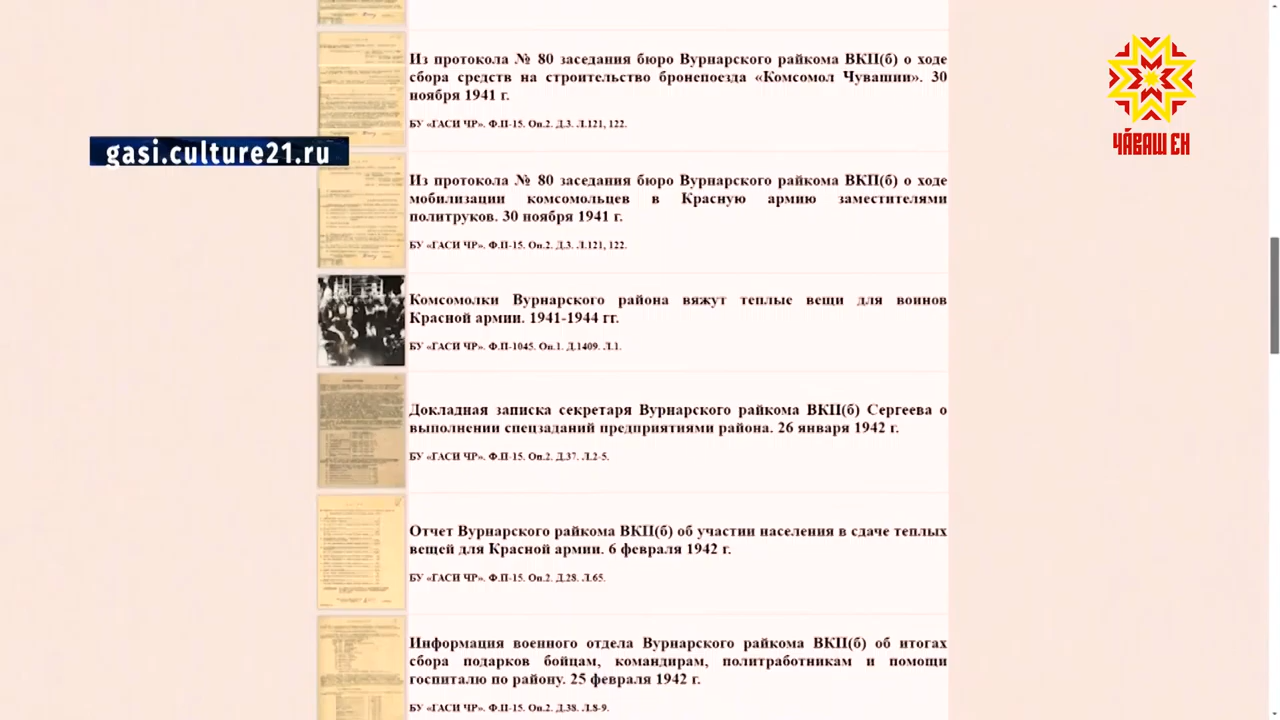 Из протокола № 80 заседания бюро Вурнарского райкома ВКП(б) о ходе
сбора средств на строительство бронепоезда «Комсомол Чувашии». 30
ноября 1941 г.
БУ «ГАСИ ЧР». Ф.П-15. Оп.2. Д.3. Л.121, 122.
gasi.culture21.ru
ЧӐВАШ ЕН
Из протокола № 80 заседания бюро Вурнарского райкома ВКП(б) о ходе
мобилизации комсомольцев в Красную армию заместителями
политруков. 30 ноября 1941 г.
БУ «ГАСИ ЧР». Ф.П-15. Оп.2. Д.3. Л.121, 122.
Комсомолки Вурнарского района вяжут теплые вещи для воинов
Красной армии. 1941-1944 гг.
БУ «ГАСИ ЧР». Ф.П-1045. Оп.1. Д.1409. Л.1.
Докладная записка секретаря Вурнарского райкома ВКП(б) Сергеева о
выполнении спецзаданий предприятиями района. 26 января 1942 г.
БУ «ГАСИ ЧР». Ф.П-15. Оп.2. Д.37. Л.2-5.
Отчет Вурнарского райкома ВКП(б) об участии населения в сдаче теплых
вещей для Красной армии. 6 февраля 1942 г.
БУ «ГАСИ ЧР». Ф.П-15. Оп.2. Д.28. Л.65.
Информация военного отдела Вурнарского райкома ВКП(б) об итогах
сбора подарков бойцам, командирам, политработникам и помощи
госпиталю по району. 25 февраля 1942 г.
БУ «ГАСИ ЧР». Ф.П-15. Оп.2. Д.38. Л.8-9.